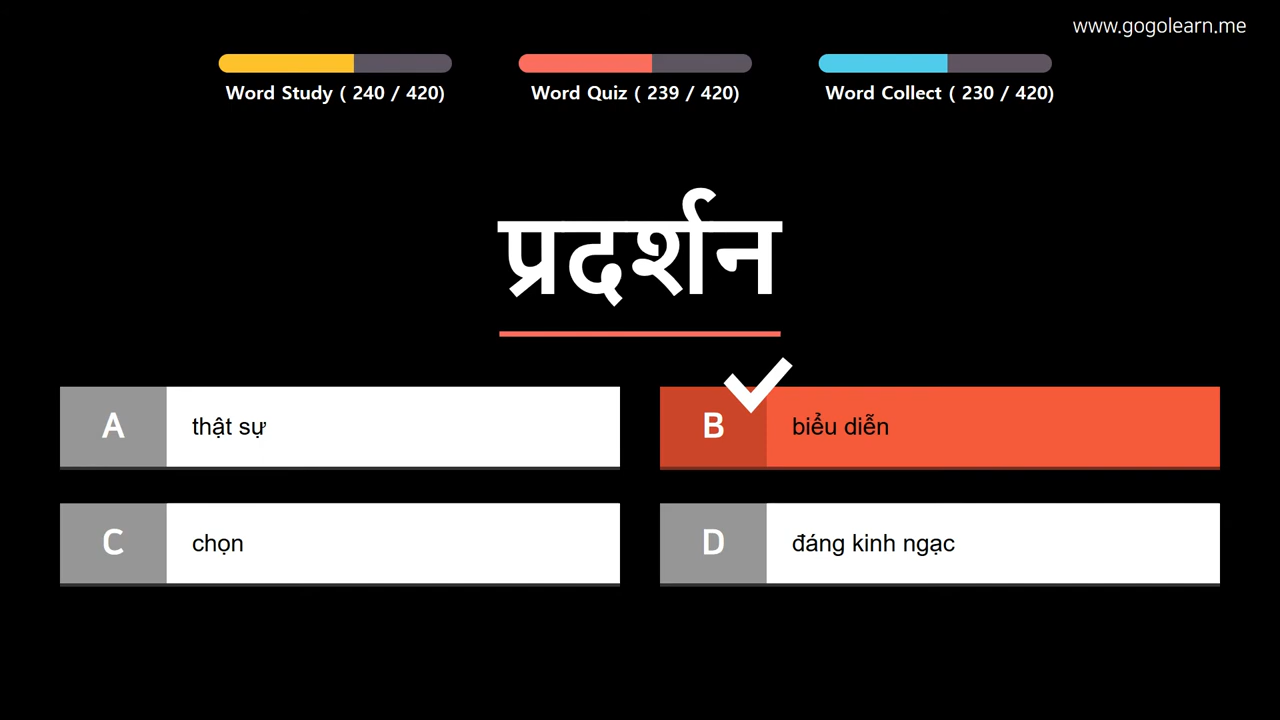 www.gogolearn.me
Word Study ( 240 / 420)
Word Quiz ( 239 / 420)
Word Collect ( 230 / 420)
प्रदर्शन
A thật sự
B biểu diễn
C chọn
D đáng kinh ngạc